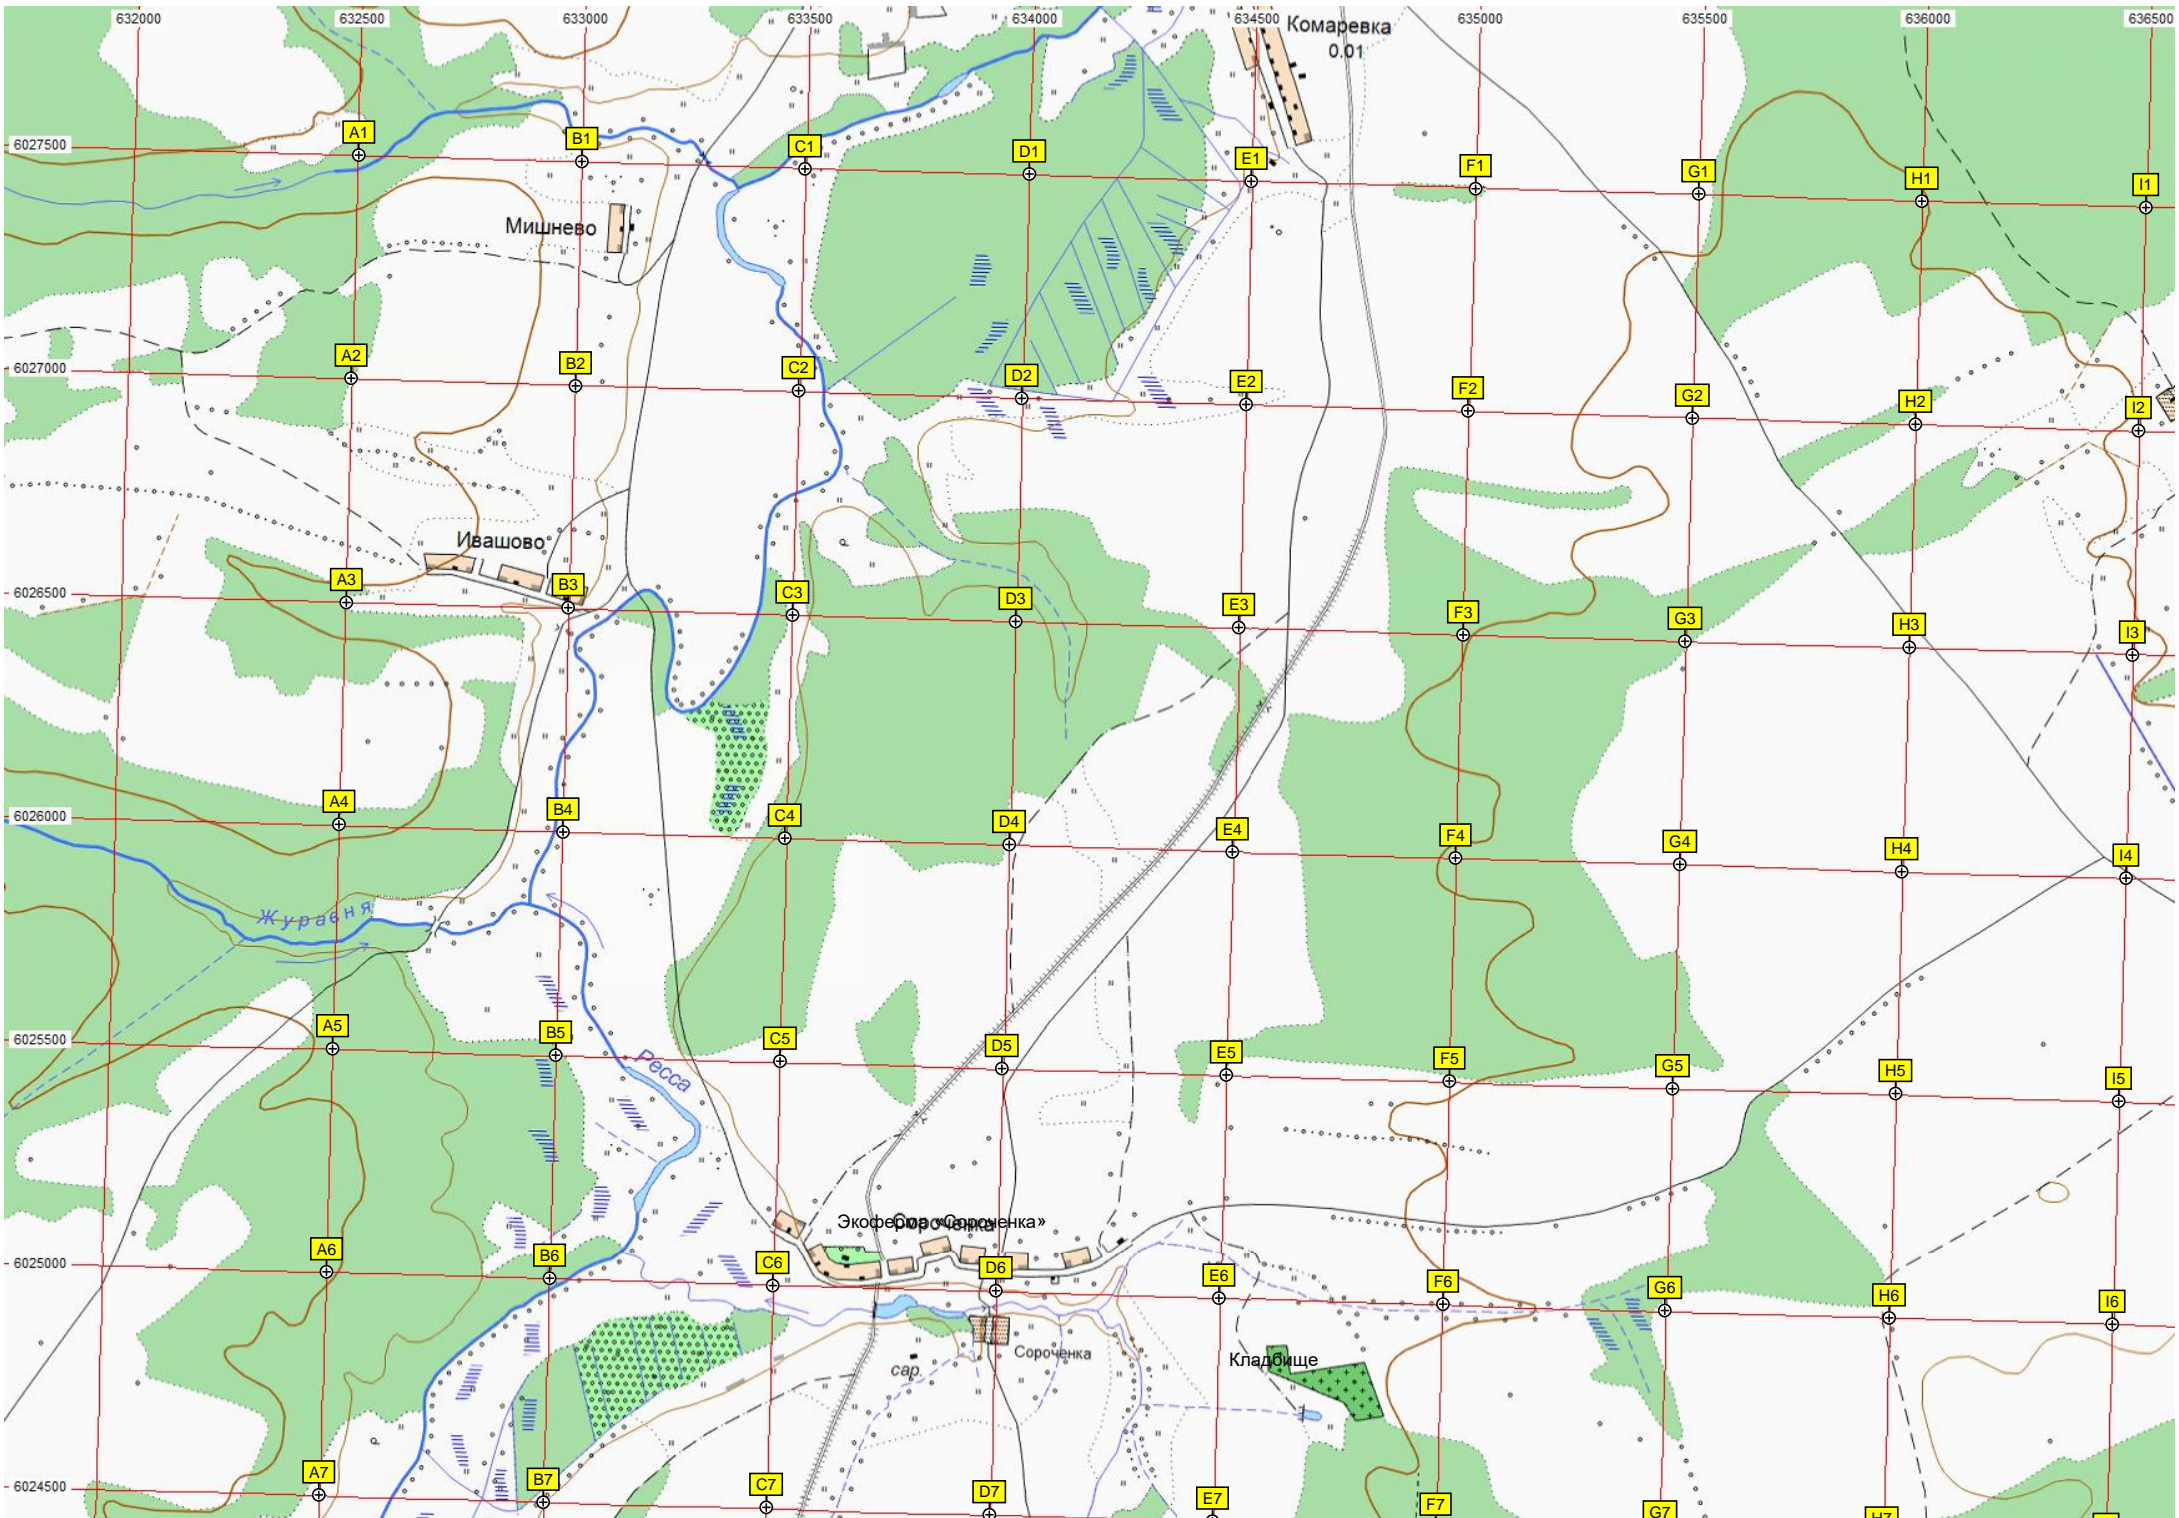 632000 632500 633000 633500 634000 634500 635000 635500 636000 636500
Комаревка
0.01
6027500
A1 B1 C1 D1 E1 F1 G1 H1 I1
Мишнево
6027000
A2 B2 C2 D2 E2 F2 G2 H2 I2
Ивашово
6026500
A3 B3 C3 D3 E3 F3 G3 H3 I3
6026000
A4 B4 C4 D4 E4 F4 G4 H4 I4
Журавня
6025500
A5 B5 C5 D5 E5 F5 G5 H5 I5
Ресса
Экоферма «Сороченка»
Сороченка
6025000
A6 B6 C6 D6 E6 F6 G6 H6 I6
Сороченка
сар.
Кладбище
6024500
A7 B7 C7 D7 E7 F7 G7 H7